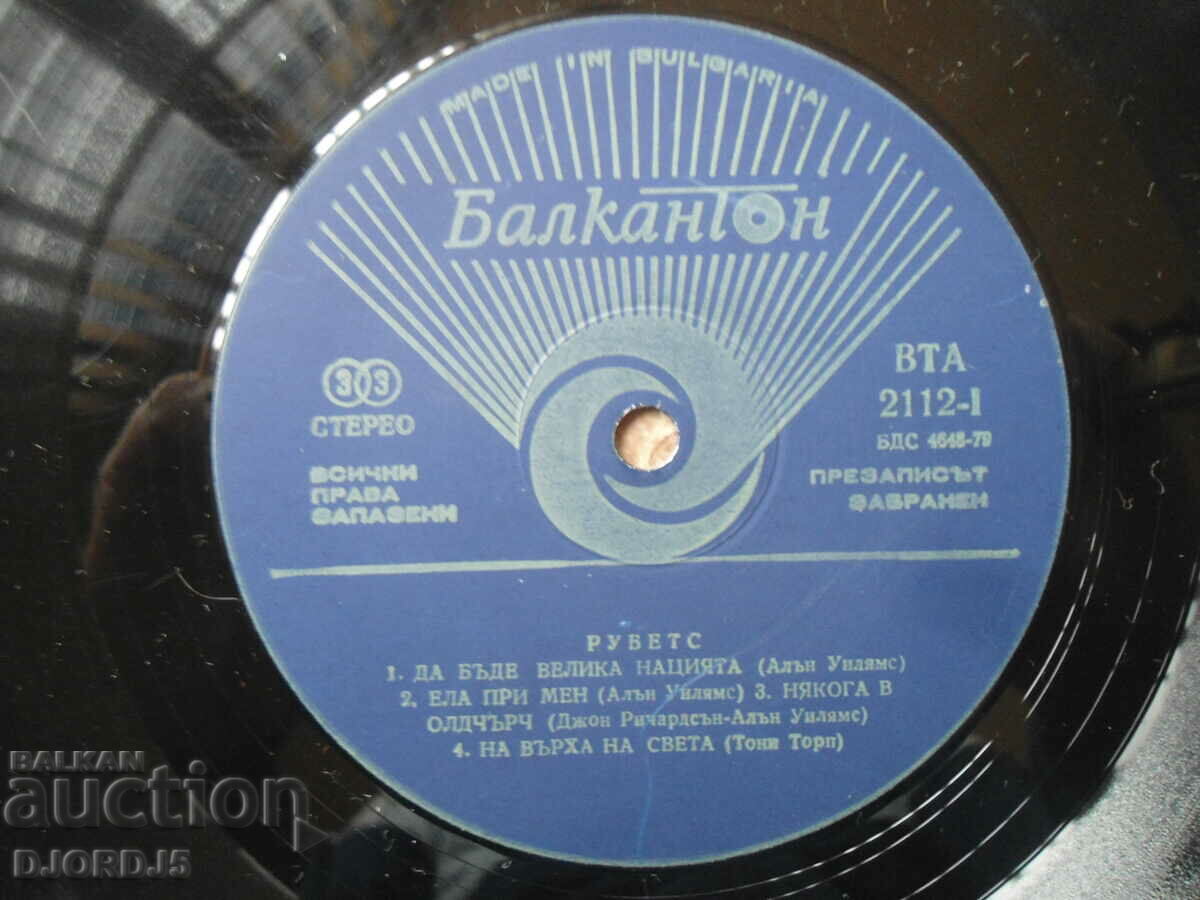 MADE IN BULGARIA
Балкантон
33
СТЕРЕО
ВСИЧКИ
ПРАВА
ЗАПАЗЕНИ
ВТА
2112-I
БДС 4648-79
ПРЕЗАПИСЪТ
ЗАБРАНЕН
РУБЕТС
1. ДА БЪДЕ ВЕЛИКА НАЦИЯТА (Алън Уилямс)
2. ЕЛА ПРИ МЕН (Алън Уилямс) 3. НЯКОГА В
ОЛДЧЪРЧ (Джон Ричардсън-Алън Уилямс)
4. НА ВЪРХА НА СВЕТА (Тони Торп)
BALKAN
auction
DJORDJ5